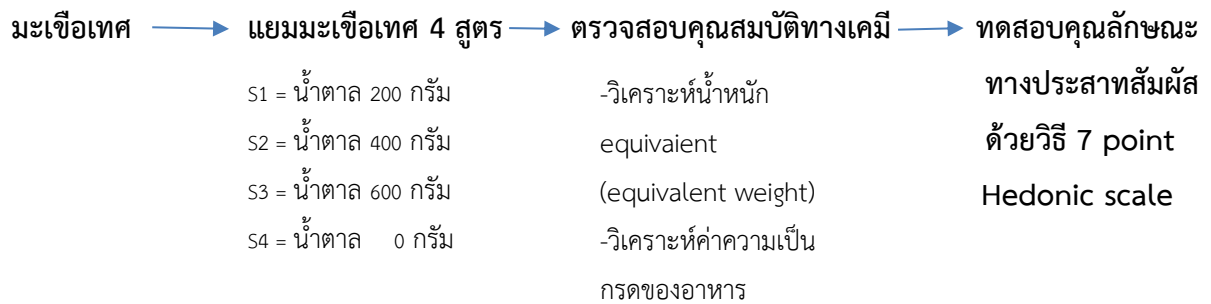 มะเขือเทศ แยมมะเขือเทศ 4 สูตร ตรวจสอบคุณสมบัติทางเคมี ทดสอบคุณลักษณะ
ทางประสาทสัมผัส
ด้วยวิธี 7 point
Hedonic scale
S1 = น้ำตาล 200 กรัม
S2 = น้ำตาล 400 กรัม
S3 = น้ำตาล 600 กรัม
S4 = น้ำตาล 0 กรัม
-วิเคราะห์น้ำหนัก
equivaient
(equivalent weight)
-วิเคราะห์ค่าความเป็น
กรดของอาหาร